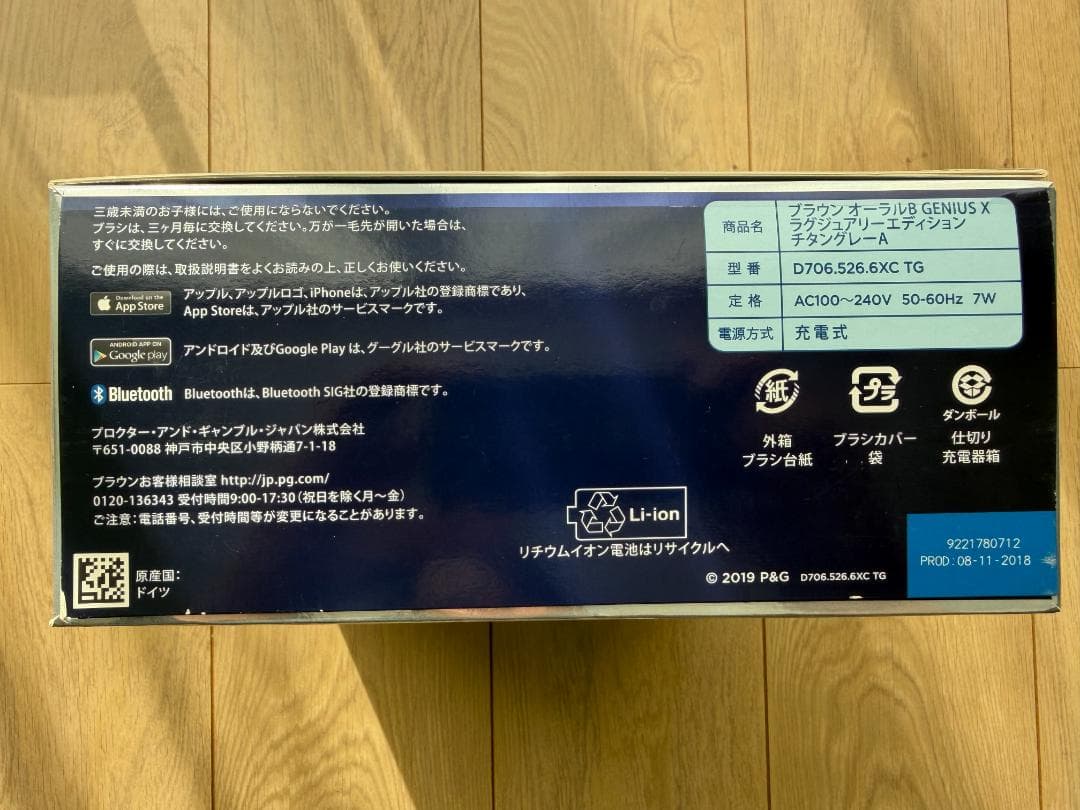 三歳未満のお子様には、ご使用にならないでください。
ブラシは、三ヶ月毎に交換してください。万が一毛先が開いた場合は、
すぐに交換してください。
ご使用の際は、取扱説明書をよくお読みの上、正しくお使いください。
Download on the
App Store
アップル、アップルロゴ、iPhoneは、アップル社の登録商標であり、
App Storeは、アップル社のサービスマークです。
ANDROID APP ON
Google play
アンドロイド及びGoogle Play は、グーグル社のサービスマークです。
Bluetooth Bluetoothは、Bluetooth SIG社の登録商標です。
プロクター・アンド・ギャンブル・ジャパン株式会社
〒651-0088 神戸市中央区小野柄通7-1-18
ブラウンお客様相談室 http://jp.pg.com/
0120-136343 受付時間9:00-17:30(祝日を除く月〜金)
ご注意:電話番号、受付時間等が変更になることがあります。
原産国:
ドイツ
商品名 ブラウン オーラルB GENIUS X
ラグジュアリーエディション
チタングレーA
型番 D706.526.6XC TG
定格 AC100〜240V 50-60Hz 7W
電源方式 充電式
紙
外箱
ブラシ台紙
プラ
ブラシカバー
袋
ダンボール
仕切り
充電器箱
Li-ion
リチウムイオン電池はリサイクルへ
© 2019 P&G D706.526.6XC TG
9221780712
PROD:08-11-2018